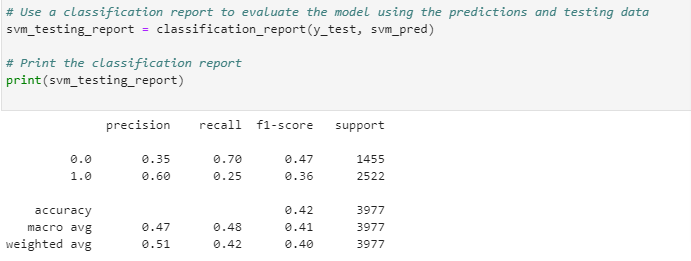 # Use a classification report to evaluate the model using the predictions and testing data
svm_testing_report = classification_report(y_test, svm_pred)
# Print the classification report
print(svm_testing_report)
precision recall f1-score support
0.0 0.35 0.70 0.47 1455
1.0 0.60 0.25 0.36 2522
accuracy 0.42 3977
macro avg 0.47 0.48 0.41 3977
weighted avg 0.51 0.42 0.40 3977